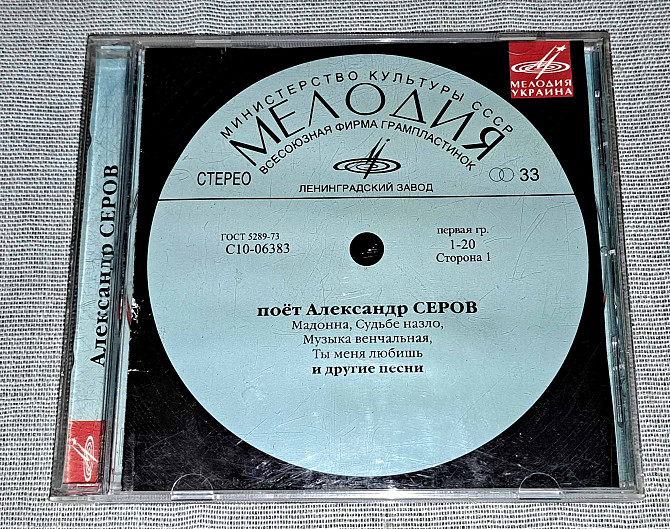 МЕЛОДИЯ
УКРАИНА
МИНИСТЕРСТВО КУЛЬТУРЫ СССР
МЕЛОДИЯ
ВСЕСОЮЗНАЯ ФИРМА ГРАМПЛАСТИНОК
СТЕРЕО
33
ЛЕНИНГРАДСКИЙ ЗАВОД
ГОСТ 5289-73
С10-06383
первая гр.
1-20
Сторона 1
поёт Александр СЕРОВ
Мадонна, Судьбе назло,
Музыка венчальная,
Ты меня любишь
и другие песни
Александр СЕРОВ